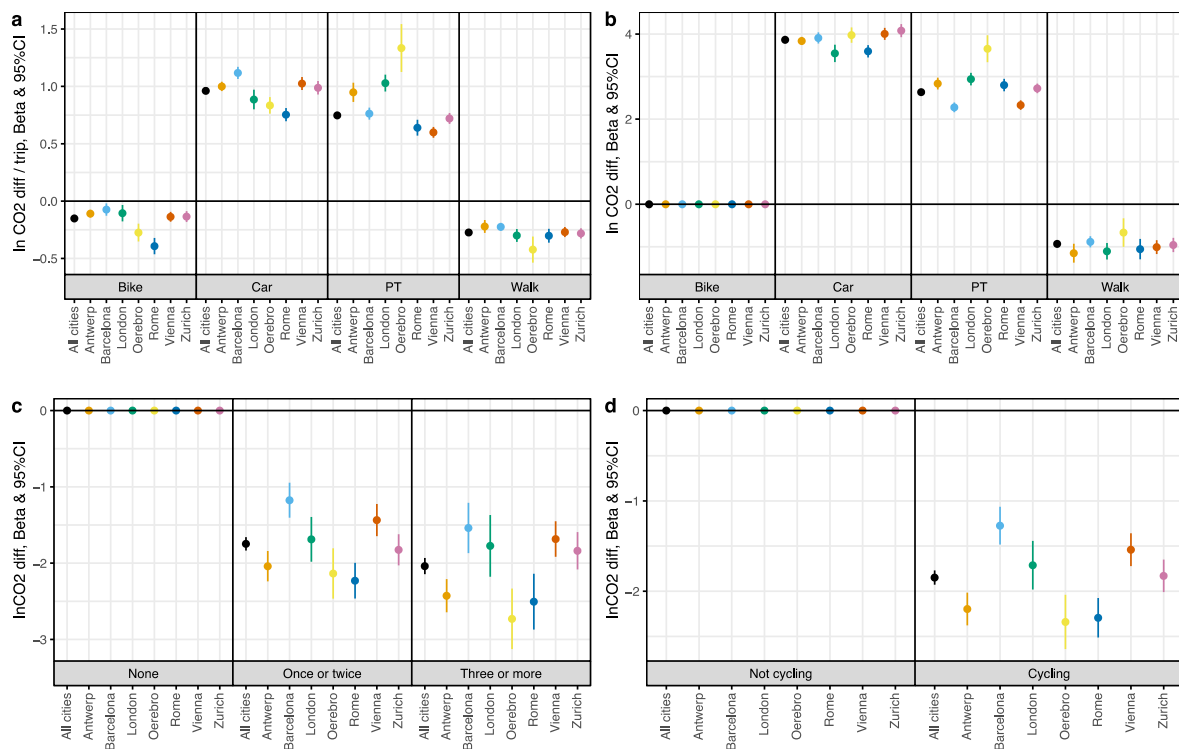 a
ln CO2 diff / trip, Beta & 95%CI
1.5
1.0
0.5
0.0
−0.5
Bike Car PT Walk
All cities Antwerp Barcelona London Oerebro Rome Vienna Zurich All cities Antwerp Barcelona London Oerebro Rome Vienna Zurich All cities Antwerp Barcelona London Oerebro Rome Vienna Zurich All cities Antwerp Barcelona London Oerebro Rome Vienna Zurich
b
ln CO2 diff, Beta & 95%CI
4
2
0
Bike Car PT Walk
All cities Antwerp Barcelona London Oerebro Rome Vienna Zurich All cities Antwerp Barcelona London Oerebro Rome Vienna Zurich All cities Antwerp Barcelona London Oerebro Rome Vienna Zurich All cities Antwerp Barcelona London Oerebro Rome Vienna Zurich
c
lnCO2 diff, Beta & 95%CI
0
−1
−2
−3
None Once or twice Three or more
All cities Antwerp Barcelona London Oerebro Rome Vienna Zurich All cities Antwerp Barcelona London Oerebro Rome Vienna Zurich All cities Antwerp Barcelona London Oerebro Rome Vienna Zurich
d
lnCO2 diff, Beta & 95%CI
0
−1
−2
Not cycling Cycling
All cities Antwerp Barcelona London Oerebro Rome Vienna Zurich All cities Antwerp Barcelona London Oerebro Rome Vienna Zurich